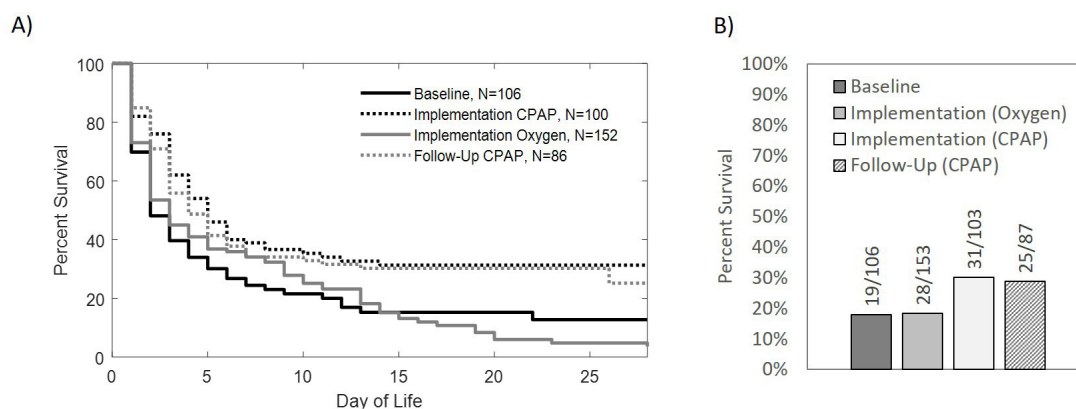 A)
Percent Survival
100
80
60
40
20
0
0
5
10
15
20
25
Day of Life
Baseline, N=106
Implementation CPAP, N=100
Implementation Oxygen, N=152
Follow-Up CPAP, N=86
B)
Percent Survival
100%
90%
80%
70%
60%
50%
40%
30%
20%
10%
0%
Baseline
Implementation (Oxygen)
Implementation (CPAP)
Follow-Up (CPAP)
19/106
28/153
31/103
25/87